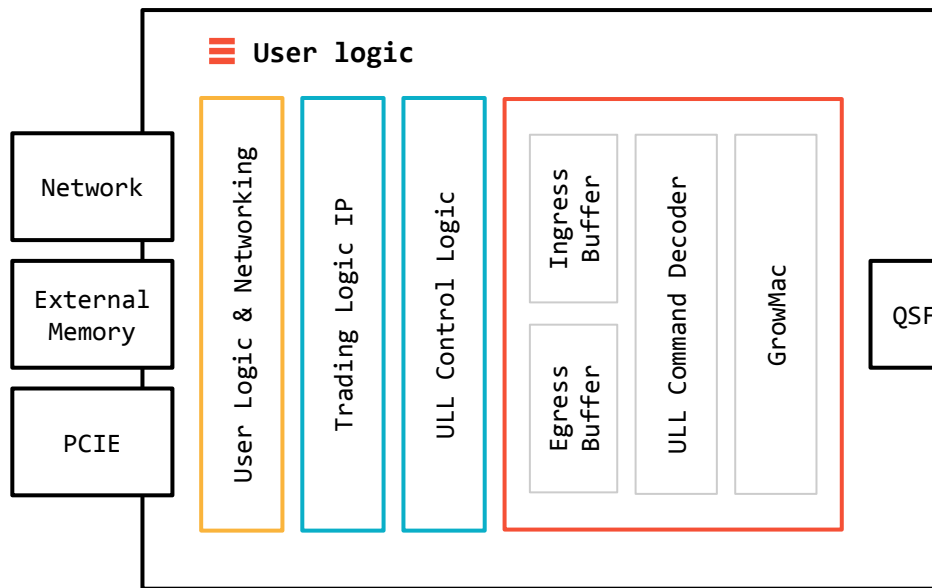 User logic
Network
External
Memory
PCIE
User Logic & Networking
Trading Logic IP
ULL Control Logic
Ingress
Buffer
Egress
Buffer
ULL Command Decoder
GrowMac